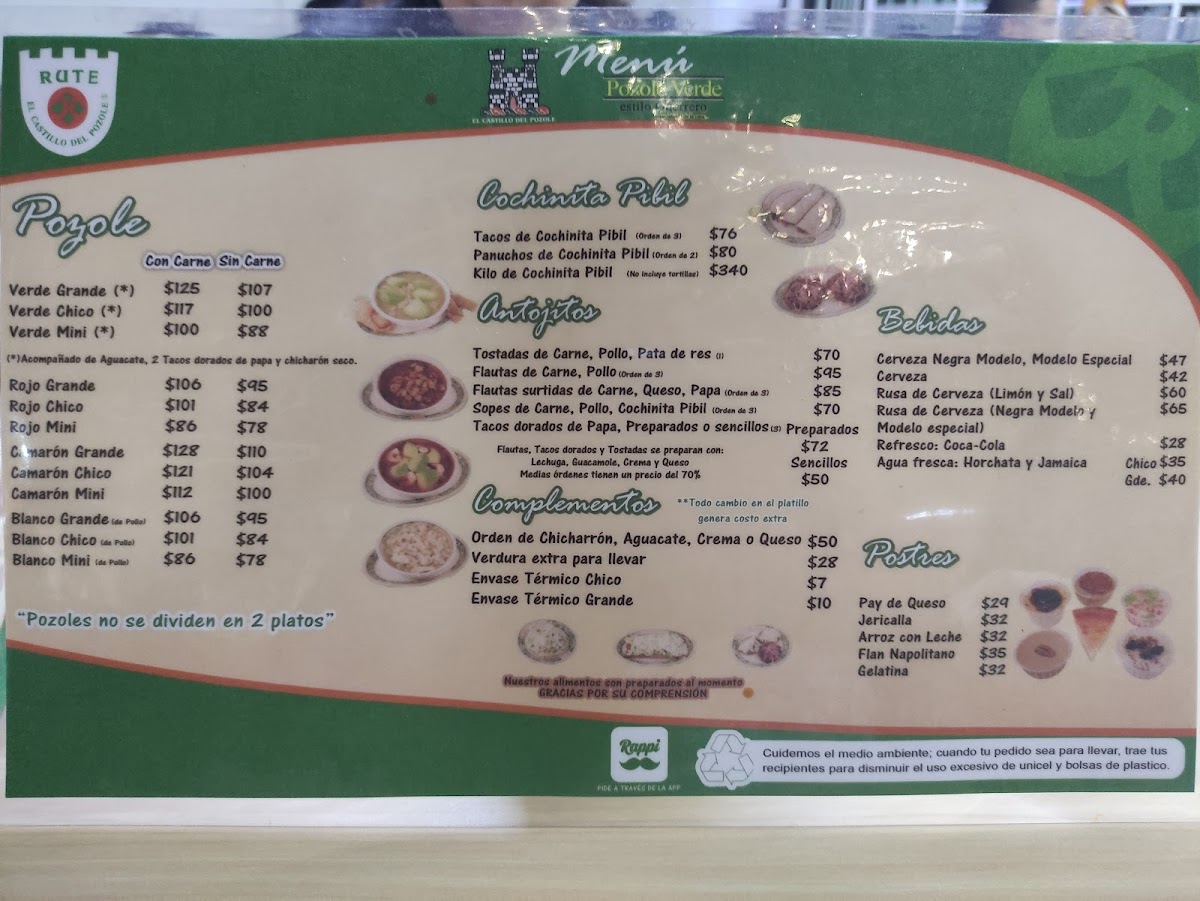 RUTE
EL CASTILLO DEL POZOLE
EL CASTILLO DEL POZOLE
Menú
Pozole Verde
estilo Guerrero
Pozole
Con Carne Sin Carne
Verde Grande (*) $125 $107
Verde Chico (*) $117 $100
Verde Mini (*) $100 $88
(*)Acompañado de Aguacate, 2 Tacos dorados de papa y chicharón seco.
Rojo Grande $106 $95
Rojo Chico $101 $84
Rojo Mini $86 $78
Camarón Grande $128 $110
Camarón Chico $121 $104
Camarón Mini $112 $100
Blanco Grande (de Pollo) $106 $95
Blanco Chico (de Pollo) $101 $84
Blanco Mini (de Pollo) $86 $78
"Pozoles no se dividen en 2 platos"
Cochinita Pibil
Tacos de Cochinita Pibil (Orden de 3) $76
Panuchos de Cochinita Pibil (Orden de 2) $80
Kilo de Cochinita Pibil (No incluye tortillas) $340
Antojitos
Tostadas de Carne, Pollo, Pata de res (1) $70
Flautas de Carne, Pollo (Orden de 3) $95
Flautas surtidas de Carne, Queso, Papa (Orden de 3) $85
Sopes de Carne, Pollo, Cochinita Pibil (Orden de 3) $70
Tacos dorados de Papa, Preparados o sencillos (3) Preparados
$72
Sencillos
$50
Flautas, Tacos dorados y Tostadas se preparan con:
Lechuga, Guacamole, Crema y Queso
Medias órdenes tienen un precio del 70%
Complementos
**Todo cambio en el platillo
genera costo extra
Orden de Chicharrón, Aguacate, Crema o Queso $50
Verdura extra para llevar $28
Envase Térmico Chico $7
Envase Térmico Grande $10
Nuestros alimentos son preparados al momento
GRACIAS POR SU COMPRENSIÓN
Bebidas
Cerveza Negra Modelo, Modelo Especial $47
Cerveza $42
Rusa de Cerveza (Limón y Sal) $60
Rusa de Cerveza (Negra Modelo y $65
Modelo especial)
Refresco: Coca-Cola $28
Agua fresca: Horchata y Jamaica Chico $35
Gde. $40
Postres
Pay de Queso $29
Jericalla $32
Arroz con Leche $32
Flan Napolitano $35
Gelatina $32
Rappi
PIDE A TRAVÉS DE LA APP
Cuidemos el medio ambiente; cuando tu pedido sea para llevar, trae tus
recipientes para disminuir el uso excesivo de unicel y bolsas de plastico.